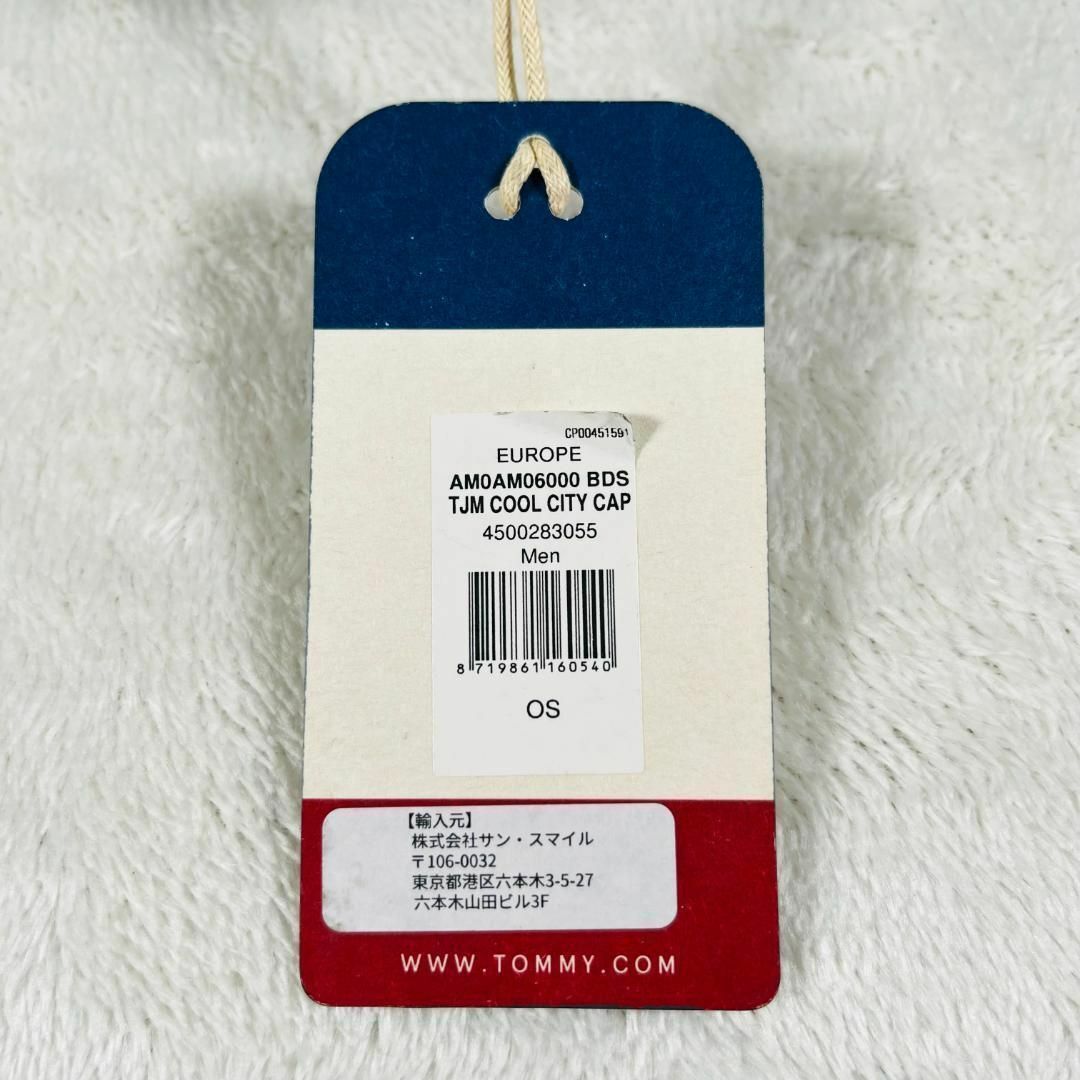 CP00451591
EUROPE
AM0AM06000 BDS
TJM COOL CITY CAP
4500283055
Men
8 719861 160540
OS
【輸入元】
株式会社サン・スマイル
〒106-0032
東京都港区六本木3-5-27
六本木山田ビル3F
WWW.TOMMY.COM